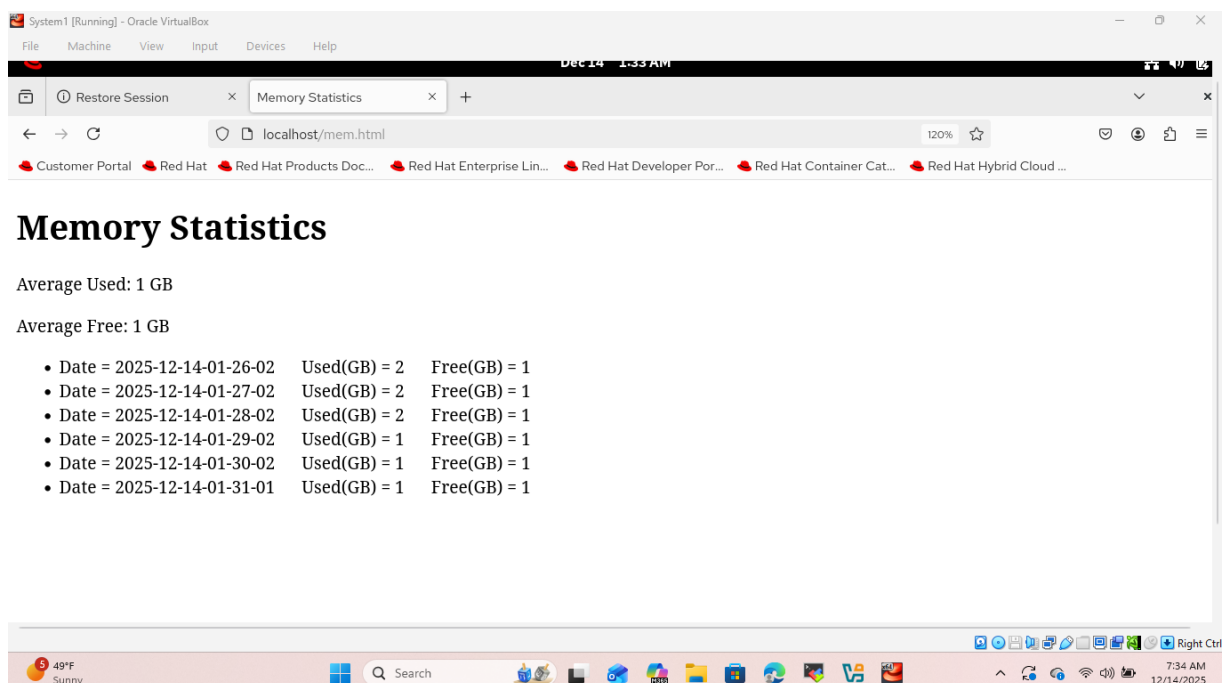 System1 [Running] - Oracle VirtualBox
File Machine View Input Devices Help
Dec 14 1:33 AM
Restore Session Memory Statistics
localhost/mem.html 120%
Customer Portal Red Hat Red Hat Products Doc... Red Hat Enterprise Lin... Red Hat Developer Por... Red Hat Container Cat... Red Hat Hybrid Cloud ...
Memory Statistics
Average Used: 1 GB
Average Free: 1 GB
• Date = 2025-12-14-01-26-02 Used(GB) = 2 Free(GB) = 1
• Date = 2025-12-14-01-27-02 Used(GB) = 2 Free(GB) = 1
• Date = 2025-12-14-01-28-02 Used(GB) = 2 Free(GB) = 1
• Date = 2025-12-14-01-29-02 Used(GB) = 1 Free(GB) = 1
• Date = 2025-12-14-01-30-02 Used(GB) = 1 Free(GB) = 1
• Date = 2025-12-14-01-31-01 Used(GB) = 1 Free(GB) = 1
Right Ctrl
5 49°F
Sunny
Search
M365
7:34 AM
12/14/2025